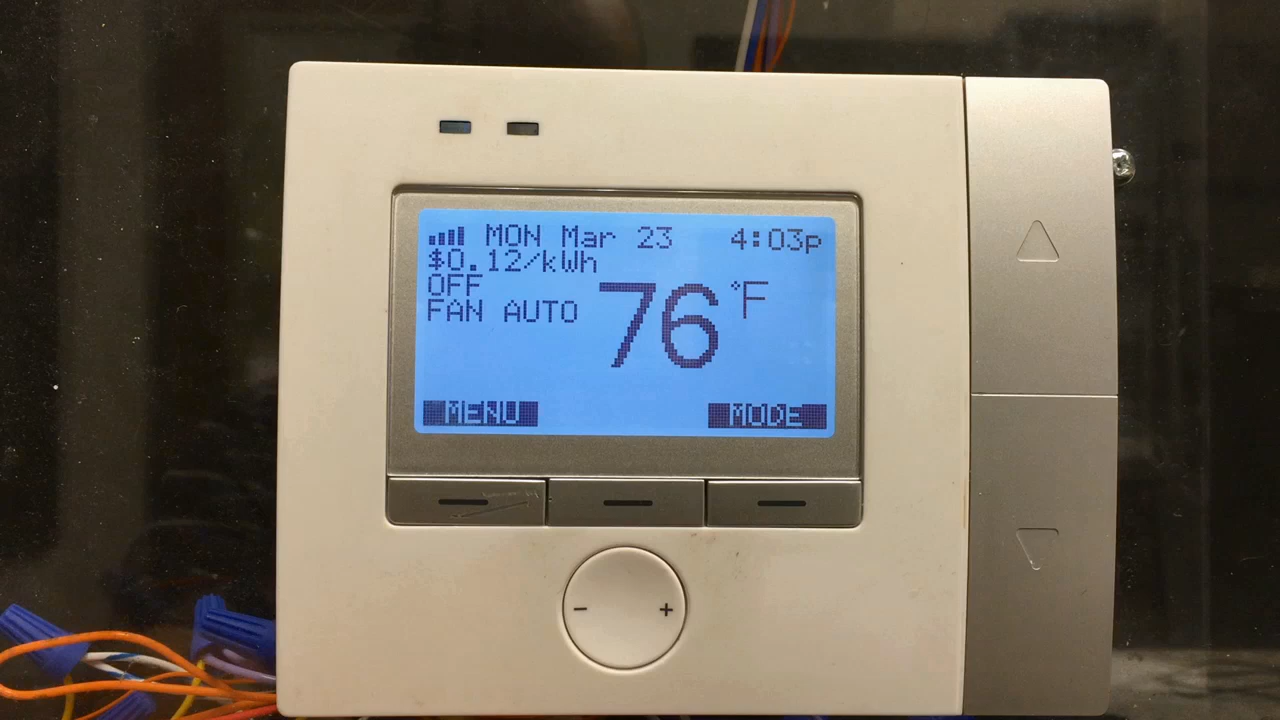 MON Mar 23 4:03p
$0.12/kWh
OFF
FAN AUTO
76 °F
MENU MODE
- +